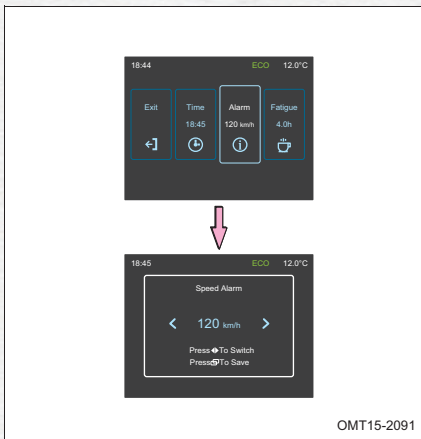 18:44 ECO 12.0°C
Exit Time Alarm Fatigue
18:45 120 km/h 4.0h
18:45 ECO 12.0°C
Speed Alarm
120 km/h
Press To Switch
Press To Save
OMT15-2091